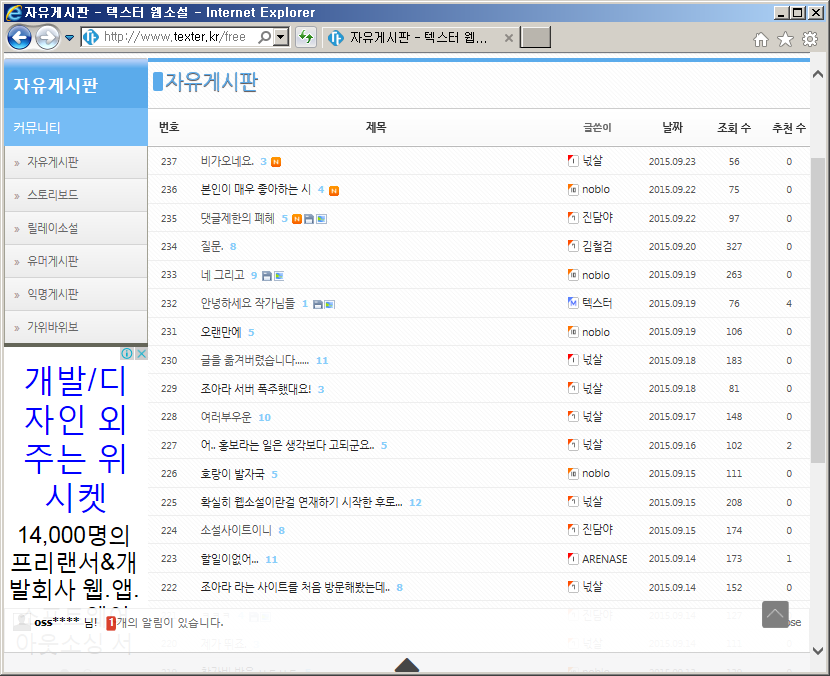 자유게시판 - 텍스터 웹소설 - Internet Explorer
http://www.texter.kr/free
자유게시판 - 텍스터 웹...
자유게시판
커뮤니티
» 자유게시판
» 스토리보드
» 릴레이소설
» 유머게시판
» 익명게시판
» 가위바위보
개발/디
자인 외
주는 위
시켓
14,000명의
프리랜서&개
발회사 웹.앱.
아웃소싱 서
자유게시판
번호 제목 글쓴이 날짜 조회 수 추천 수
237 비가오네요. 3 N 넋살 2015.09.23 56 0
236 본인이 매우 좋아하는 시 4 N noblo 2015.09.22 75 0
235 댓글제한의 폐혜 5 N 진담야 2015.09.22 97 0
234 질문. 8 김철검 2015.09.20 327 0
233 네 그리고 9 noblo 2015.09.19 263 0
232 안녕하세요 작가님들 1 텍스터 2015.09.19 76 4
231 오랜만에 5 noblo 2015.09.19 106 0
230 글을 옮겨버렸습니다...... 11 넋살 2015.09.18 183 0
229 조아라 서버 폭주했대요! 3 넋살 2015.09.18 81 0
228 여러부우운 10 넋살 2015.09.17 148 0
227 어.. 홍보라는 일은 생각보다 고되군요.. 5 넋살 2015.09.16 102 2
226 호랑이 발자국 5 noblo 2015.09.15 111 0
225 확실히 웹소설이란걸 연재하기 시작한 후로... 12 넋살 2015.09.15 208 0
224 소설사이트이니 8 진담야 2015.09.15 174 0
223 할일이없어... 11 ARENASE 2015.09.14 173 1
222 조아라 라는 사이트를 처음 방문해봤는데.. 8 넋살 2015.09.14 152 0
oss**** 님! 1개의 알림이 있습니다.